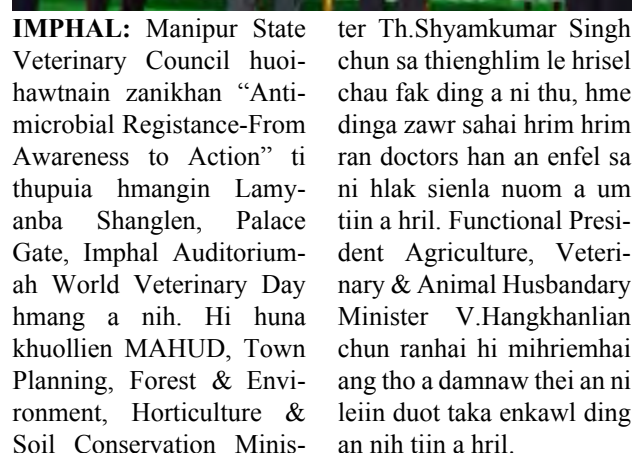 IMPHAL: Manipur State
Veterinary Council huoi-
hawtnain zanikhan “Anti-
microbial Registance-From
Awareness to Action” ti
thupuia hmangin Lamy-
anba Shanglen, Palace
Gate, Imphal Auditorium-
ah World Veterinary Day
hmang a nih. Hi huna
khuollien MAHUD, Town
Planning, Forest & Envi-
ronment, Horticulture &
Soil Conservation Minis-
ter Th.Shyamkumar Singh
chun sa thienghlim le hrisel
chau fak ding a ni thu, hme
dinga zawr sahai hrim hrim
ran doctors han an enfel sa
ni hlak sienla nuom a um
tiin a hril. Functional Presi-
dent Agriculture, Veteri-
nary & Animal Husbandary
Minister V.Hangkhanlian
chun ranhai hi mihriemhai
ang tho a damnaw thei an ni
leiin duot taka enkawl ding
an nih tiin a hril.